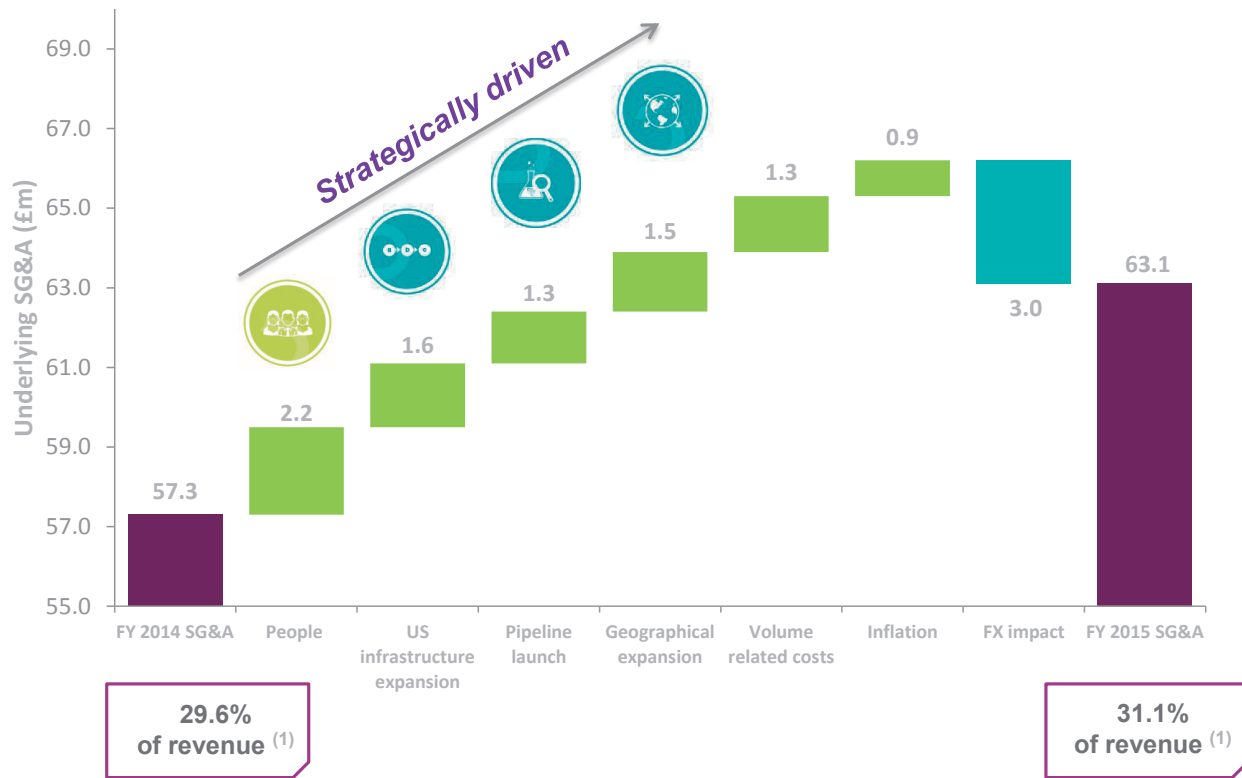 Underlying SG&A (£m)
69.0
67.0
65.0
63.0
61.0
59.0
57.0
55.0
Strategically driven
57.3
2.2
1.6
1.3
1.5
1.3
0.9
3.0
63.1
FY 2014 SG&A
People
US
infrastructure
expansion
Pipeline
launch
Geographical
expansion
Volume
related costs
Inflation
FX impact
FY 2015 SG&A
29.6%
of revenue (1)
31.1%
of revenue (1)